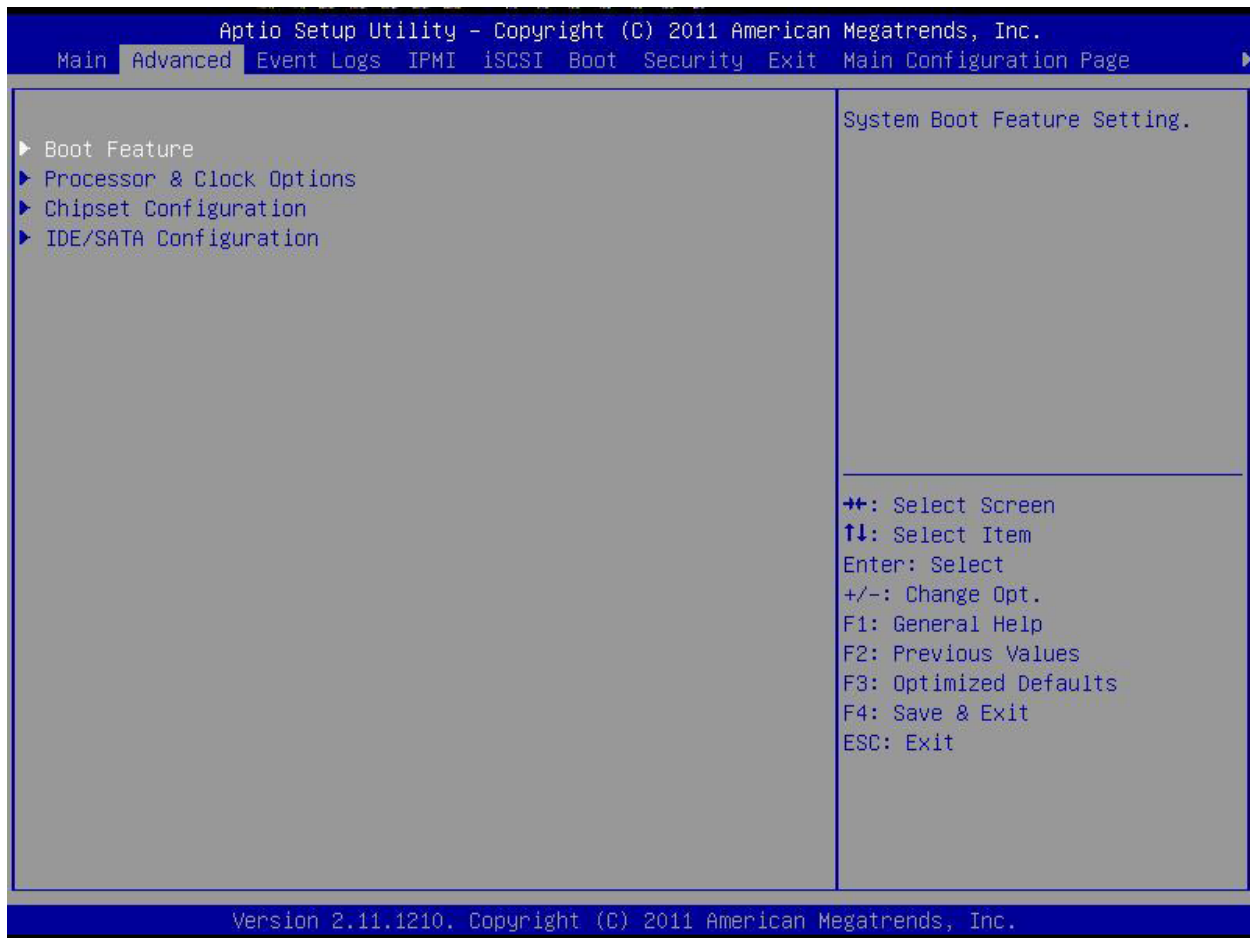 Aptio Setup Utility – Copyright (C) 2011 American Megatrends, Inc.
Main Advanced Event Logs IPMI iSCSI Boot Security Exit Main Configuration Page
System Boot Feature Setting.
Boot Feature
Processor & Clock Options
Chipset Configuration
IDE/SATA Configuration
→←: Select Screen
↑↓: Select Item
Enter: Select
+/-: Change Opt.
F1: General Help
F2: Previous Values
F3: Optimized Defaults
F4: Save & Exit
ESC: Exit
Version 2.11.1210. Copyright (C) 2011 American Megatrends, Inc.